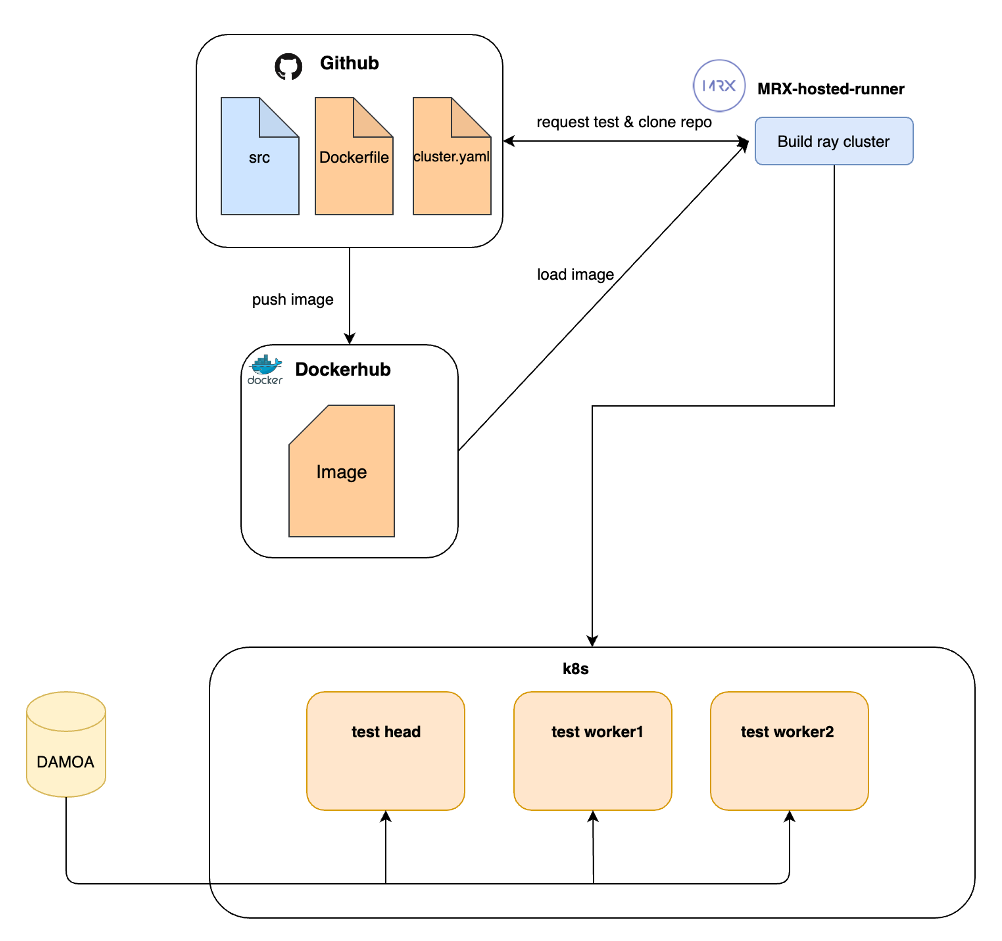 Github
MRX
MRX-hosted-runner
src
Dockerfile
cluster.yaml
request test & clone repo
Build ray cluster
load image
push image
docker
Dockerhub
Image
k8s
test head
test worker1
test worker2
DAMOA